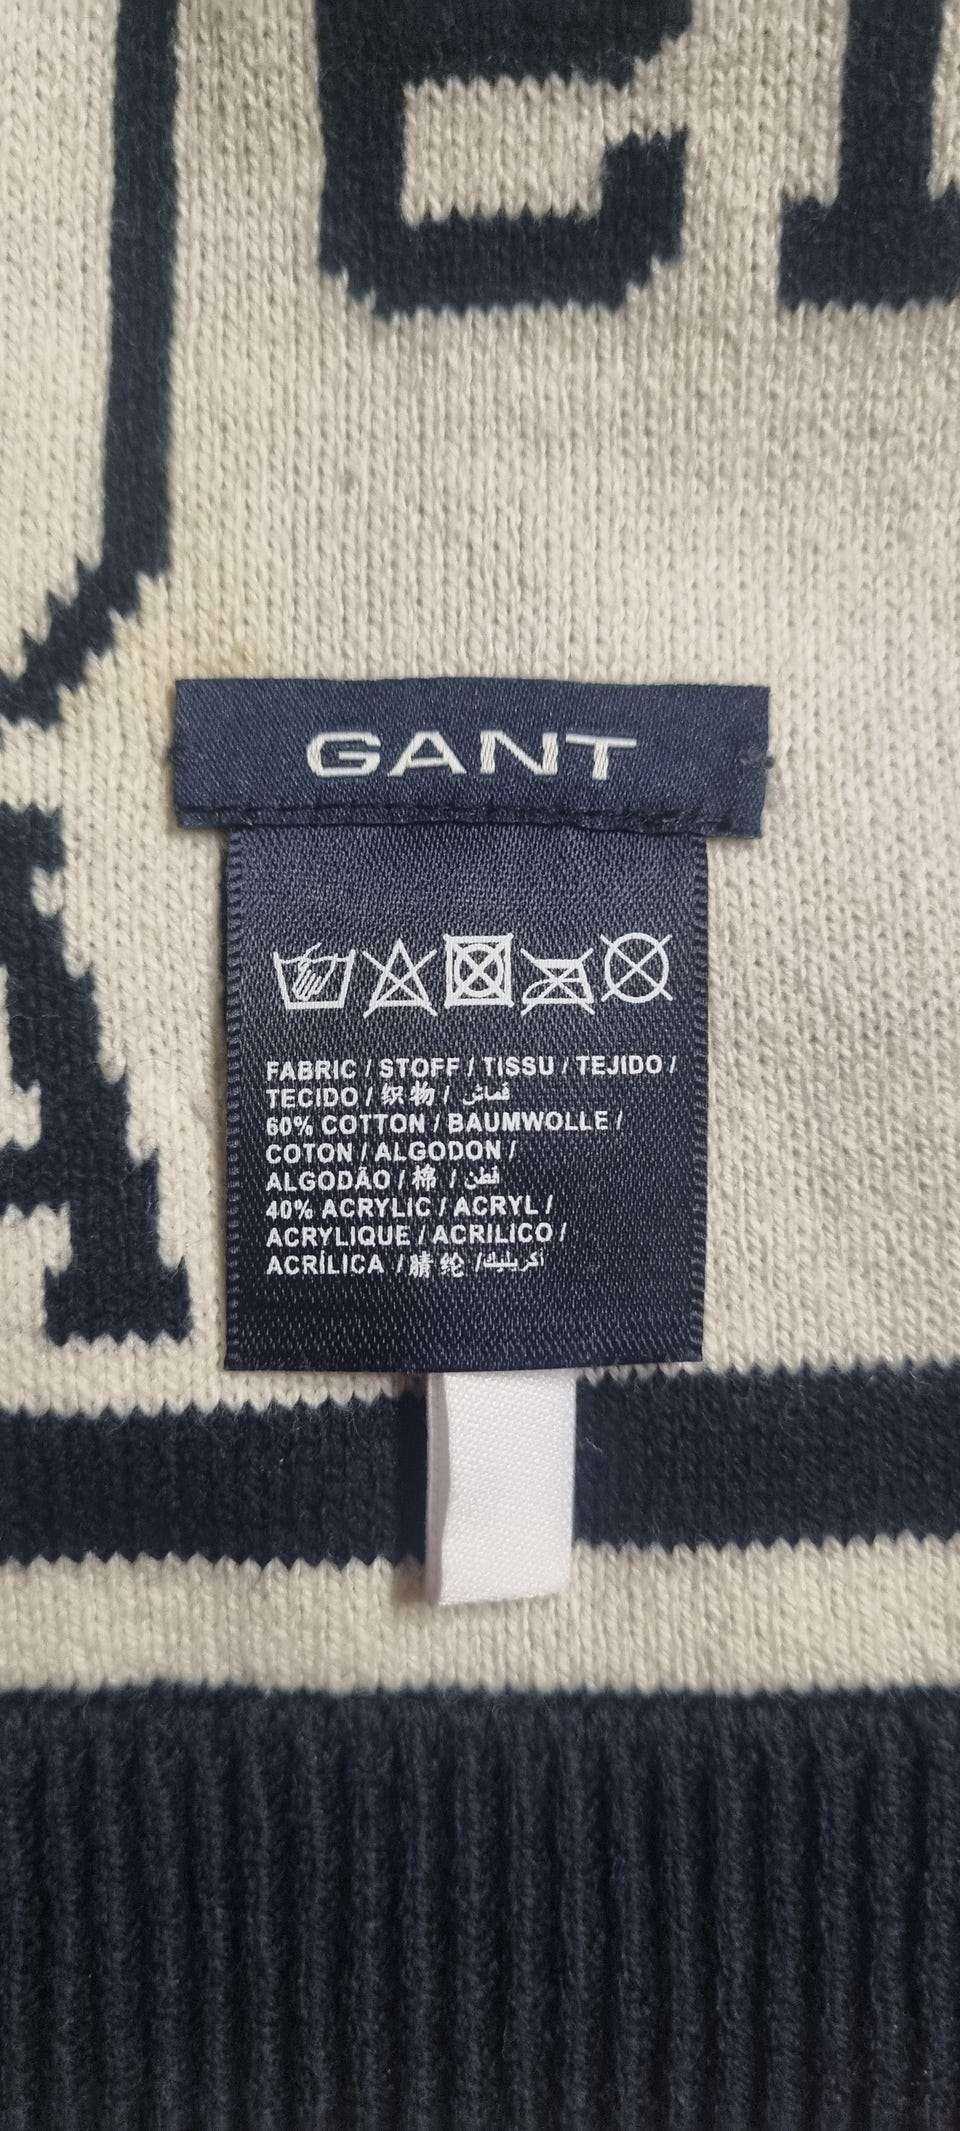 GANT
FABRIC / STOFF / TISSU / TEJIDO /
TECIDO / 织物 / قماش
60% COTTON / BAUMWOLLE /
COTON / ALGODON /
ALGODÃO / 棉 / قطن
40% ACRYLIC / ACRYL /
ACRYLIQUE / ACRILICO /
ACRÍLICA / 腈纶 / اكريليك